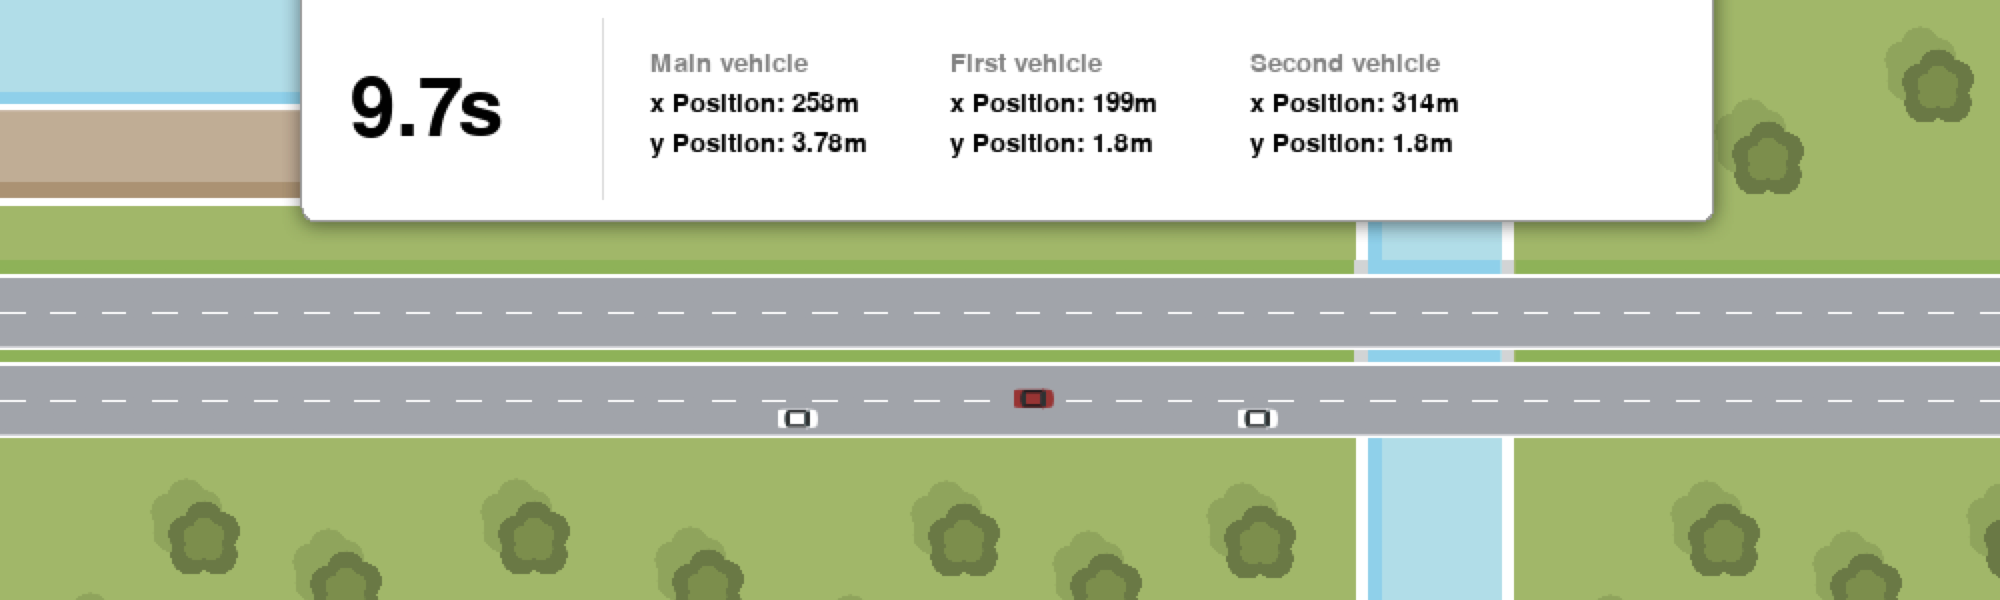 9.7s
Main vehicle
x Position: 258m
y Position: 3.78m
First vehicle
x Position: 199m
y Position: 1.8m
Second vehicle
x Position: 314m
y Position: 1.8m